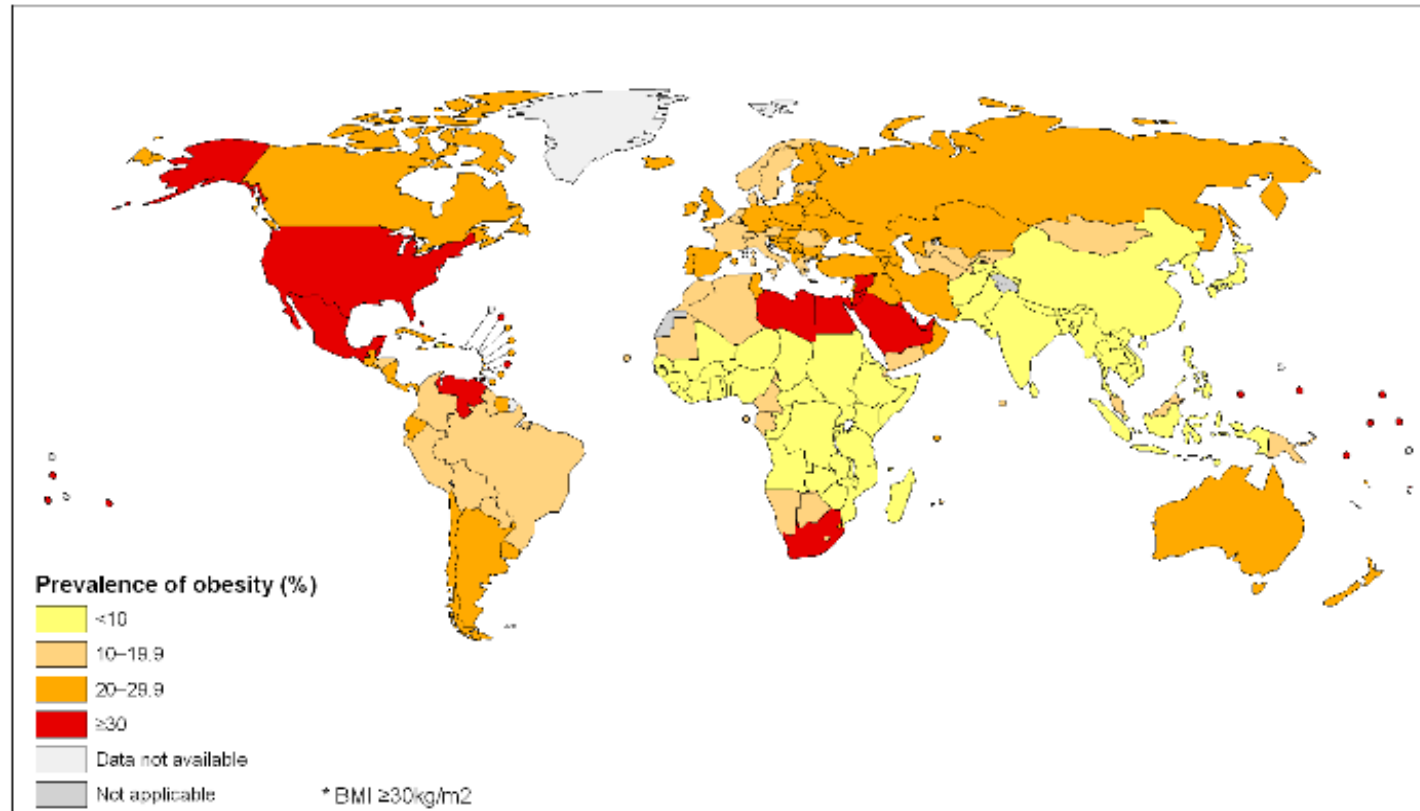 Prevalence of obesity (%)
<10
10–19.9
20–29.9
≥30
Data not available
Not applicable
* BMI ≥30kg/m2